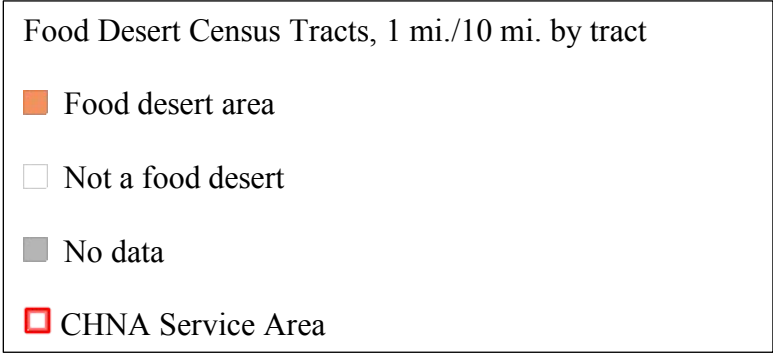 Food Desert Census Tracts, 1 mi./10 mi. by tract
Food desert area
Not a food desert
No data
CHNA Service Area